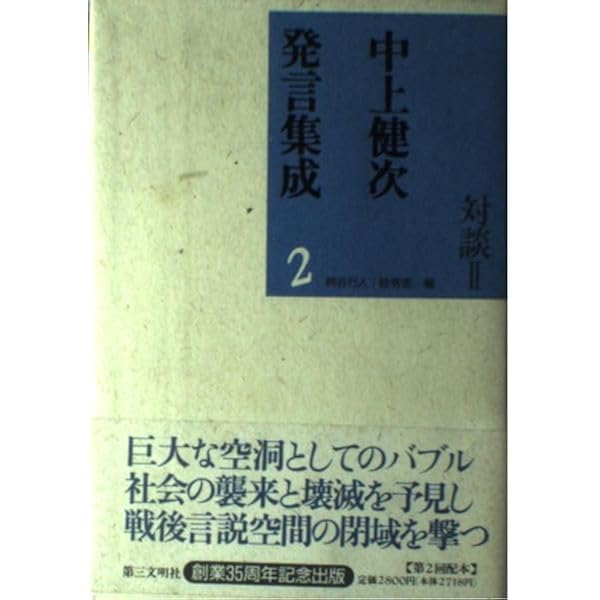 対談II
中上健次
発言集成
2
柄谷行人/絓秀実 編
巨大な空洞としてのバブル
社会の襲来と壊滅を予見し
戦後言説空間の閉域を撃つ
第三文明社 創業35周年記念出版
【第2回配本】
定価2800円(本体2718円)